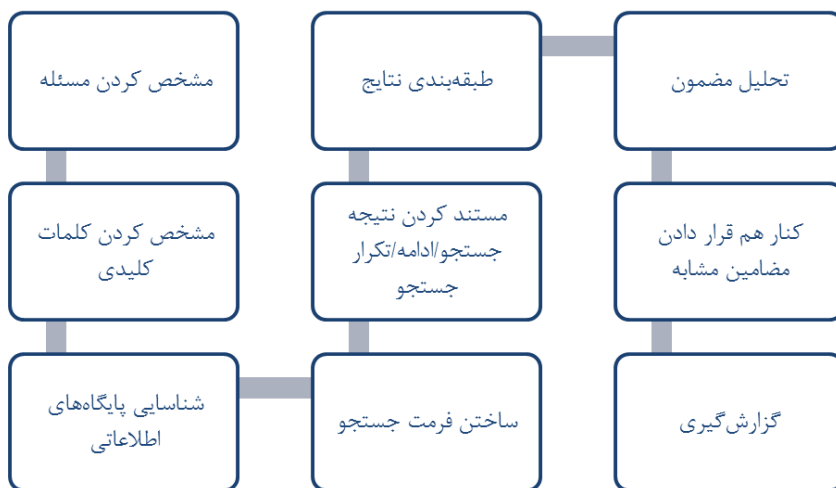 مشخص کردن مسئله
مشخص کردن کلمات
کلیدی
شناسایی پایگاه‌های
اطلاعاتی
ساختن فرمت جستجو
مستند کردن نتیجه
جستجو/ادامه/تکرار
جستجو
طبقه‌بندی نتایج
تحلیل مضمون
کنار هم قرار دادن
مضامین مشابه
گزارش‌گیری